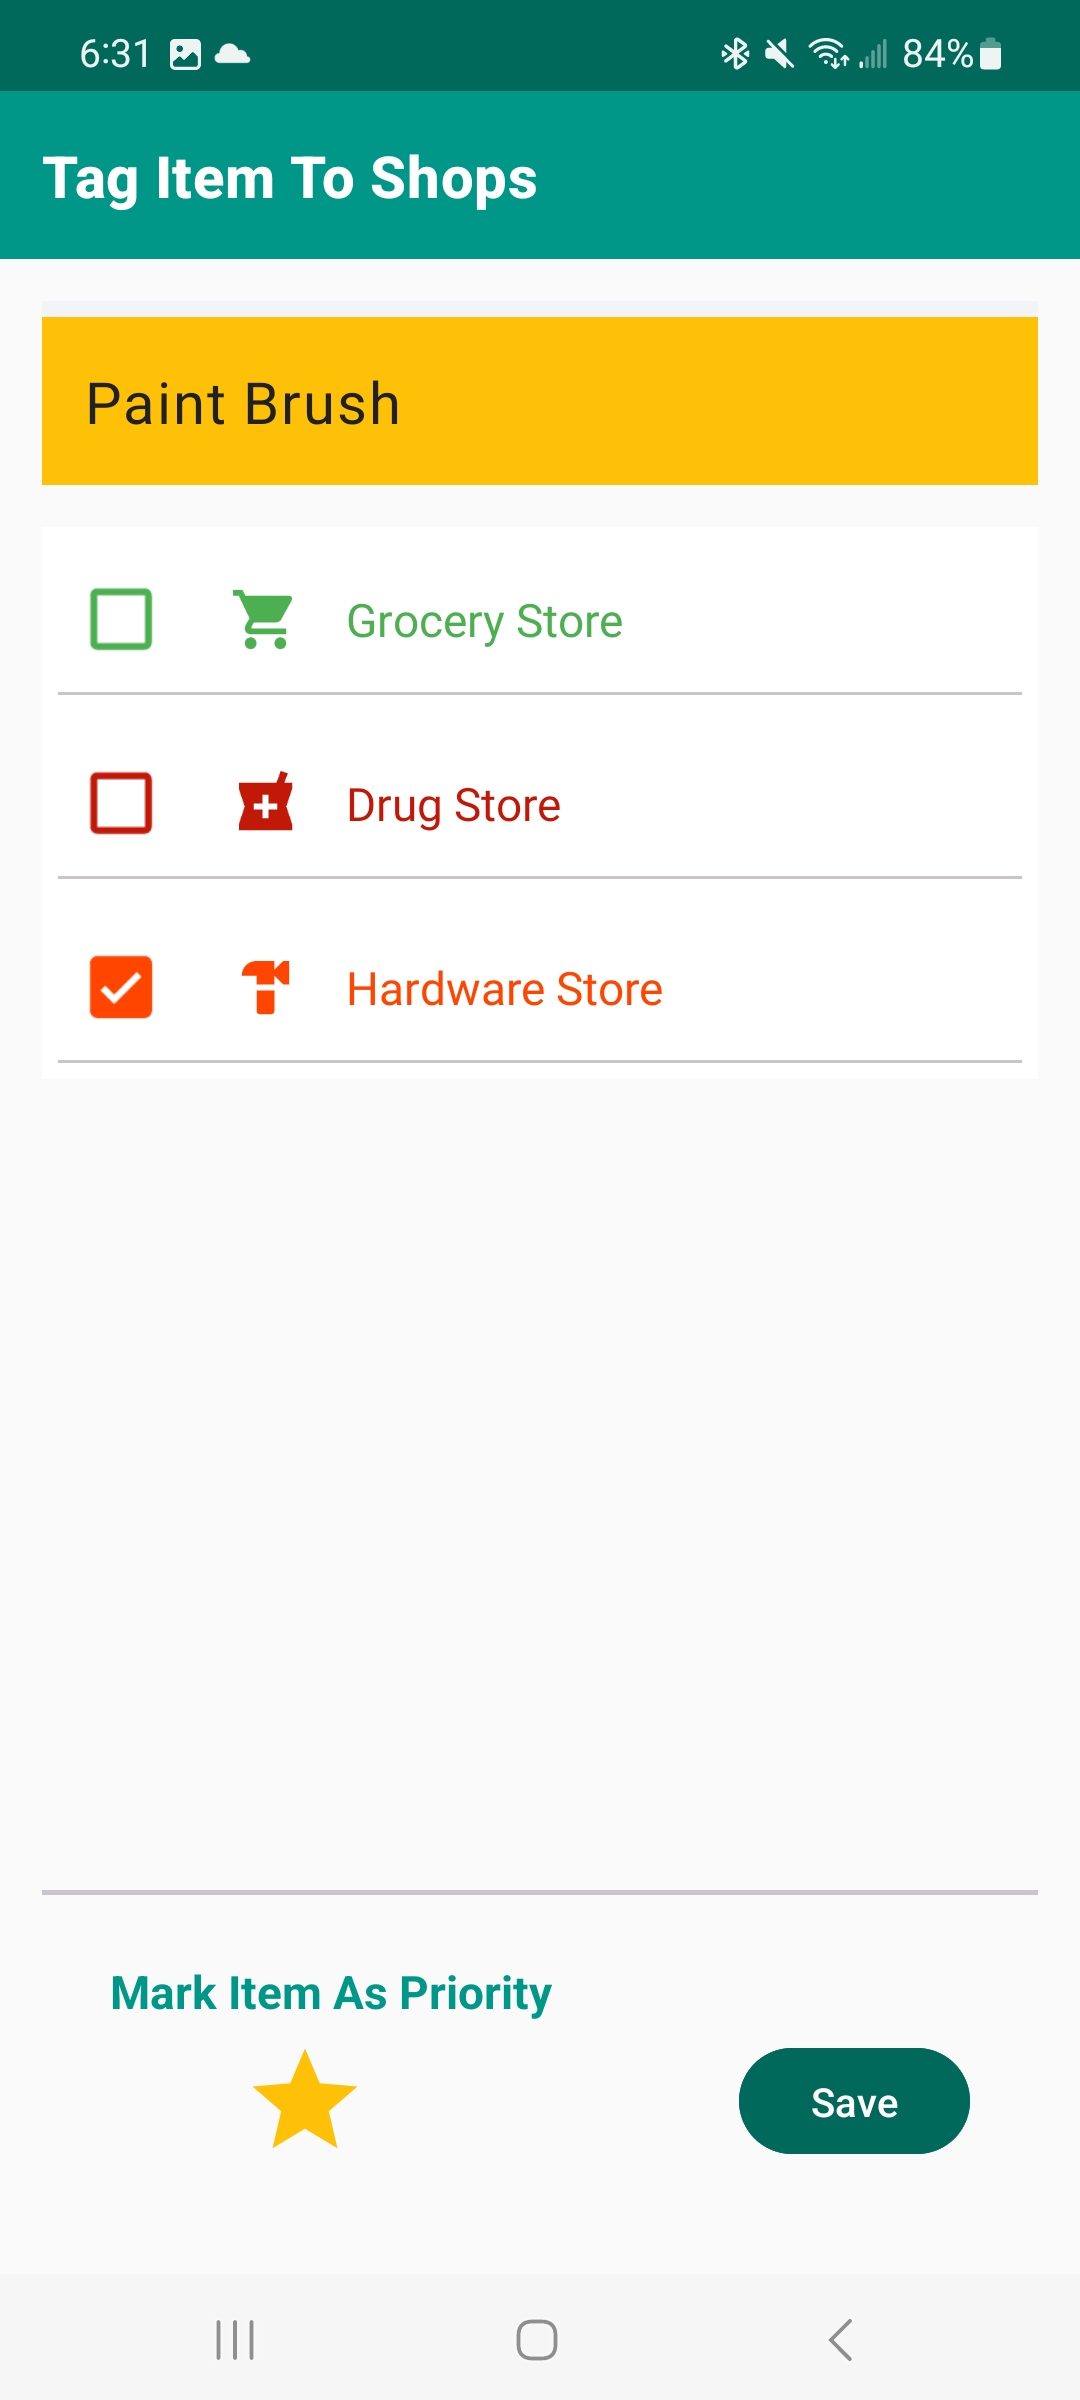 6:31 84%
Tag Item To Shops
Paint Brush
Grocery Store
Drug Store
Hardware Store
Mark Item As Priority
Save